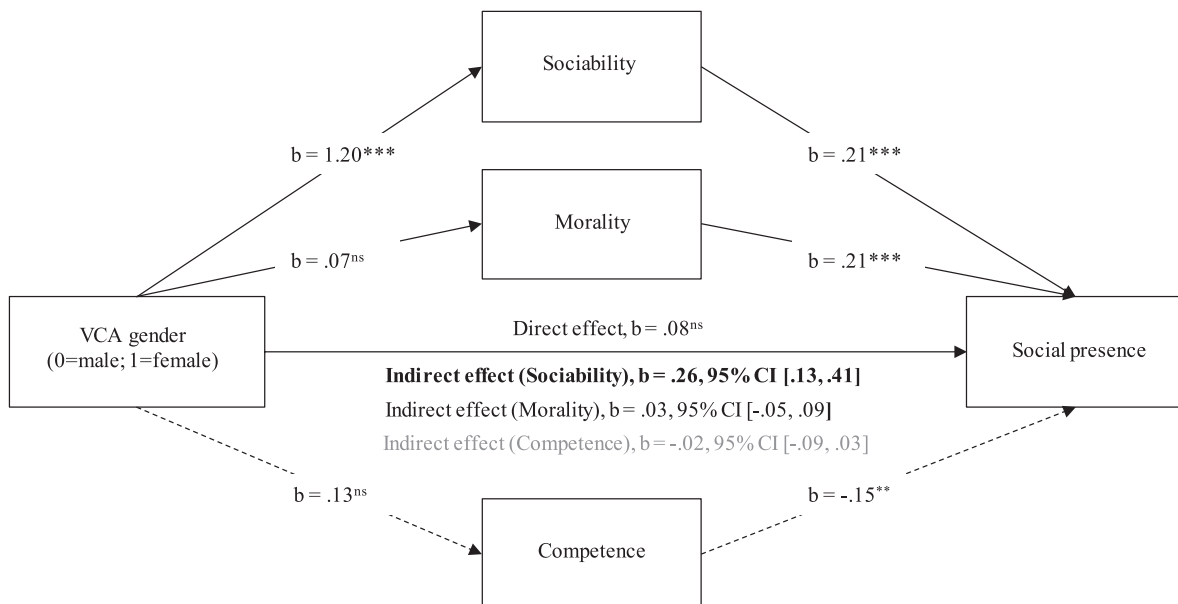 Sociability
b = 1.20***
b = .21***
Morality
b = .07ns
b = .21***
VCA gender
(0=male; 1=female)
Direct effect, b = .08ns
Social presence
Indirect effect (Sociability), b = .26, 95% CI [.13, .41]
Indirect effect (Morality), b = .03, 95% CI [-.05, .09]
Indirect effect (Competence), b = -.02, 95% CI [-.09, .03]
b = .13ns
b = -.15**
Competence